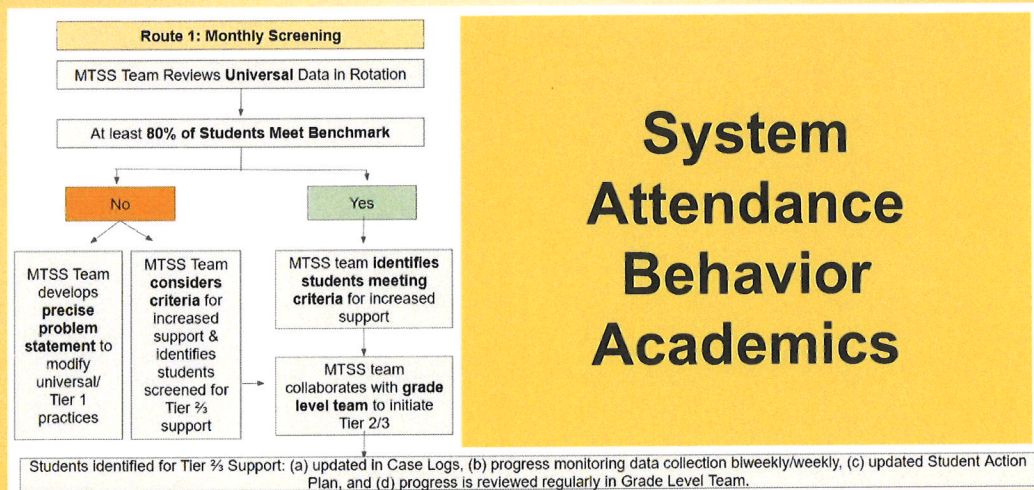 Route 1: Monthly Screening
MTSS Team Reviews Universal Data in Rotation
At least 80% of Students Meet Benchmark
No
Yes
MTSS Team
develops
precise
problem
statement to
modify
universal/
Tier 1
practices
MTSS Team
considers
criteria for
increased
support &
identifies
students
screened for
Tier ⅔
support
MTSS team identifies
students meeting
criteria for increased
support
MTSS team
collaborates with grade
level team to initiate
Tier 2/3
Students identified for Tier ⅔ Support: (a) updated in Case Logs, (b) progress monitoring data collection biweekly/weekly, (c) updated Student Action
Plan, and (d) progress is reviewed regularly in Grade Level Team.
System
Attendance
Behavior
Academics